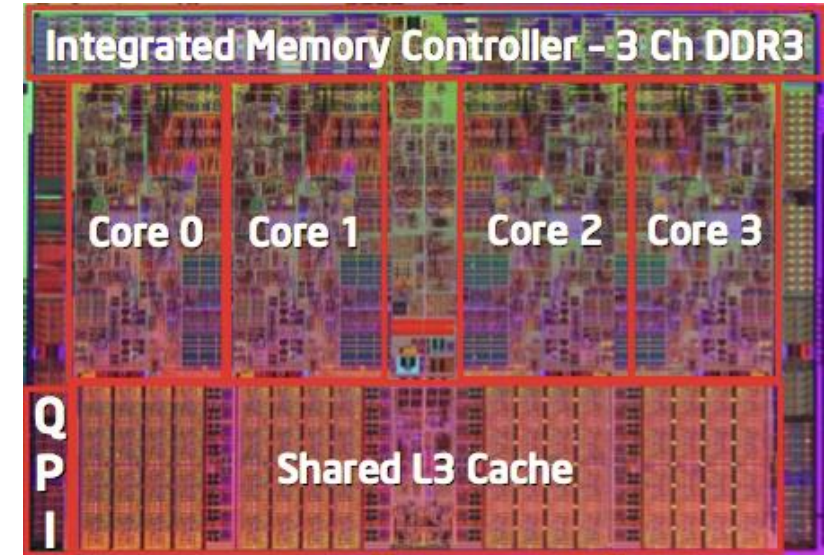 Integrated Memory Controller - 3 Ch DDR3
Core 0
Core 1
Core 2
Core 3
Q
P
I
Shared L3 Cache